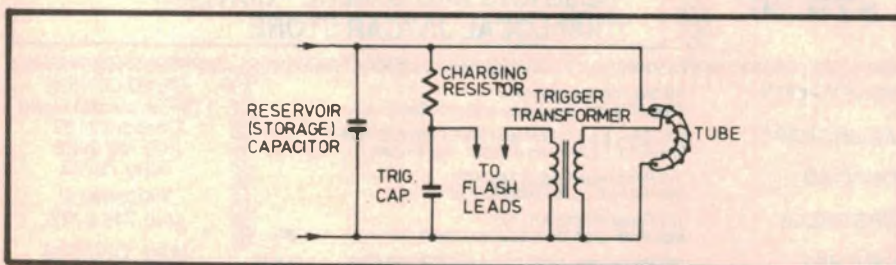 CHARGING
RESISTOR
RESERVOIR
(STORAGE)
CAPACITOR
TRIGGER
TRANSFORMER
TUBE
TRIG.
CAP.
TO
FLASH
LEADS